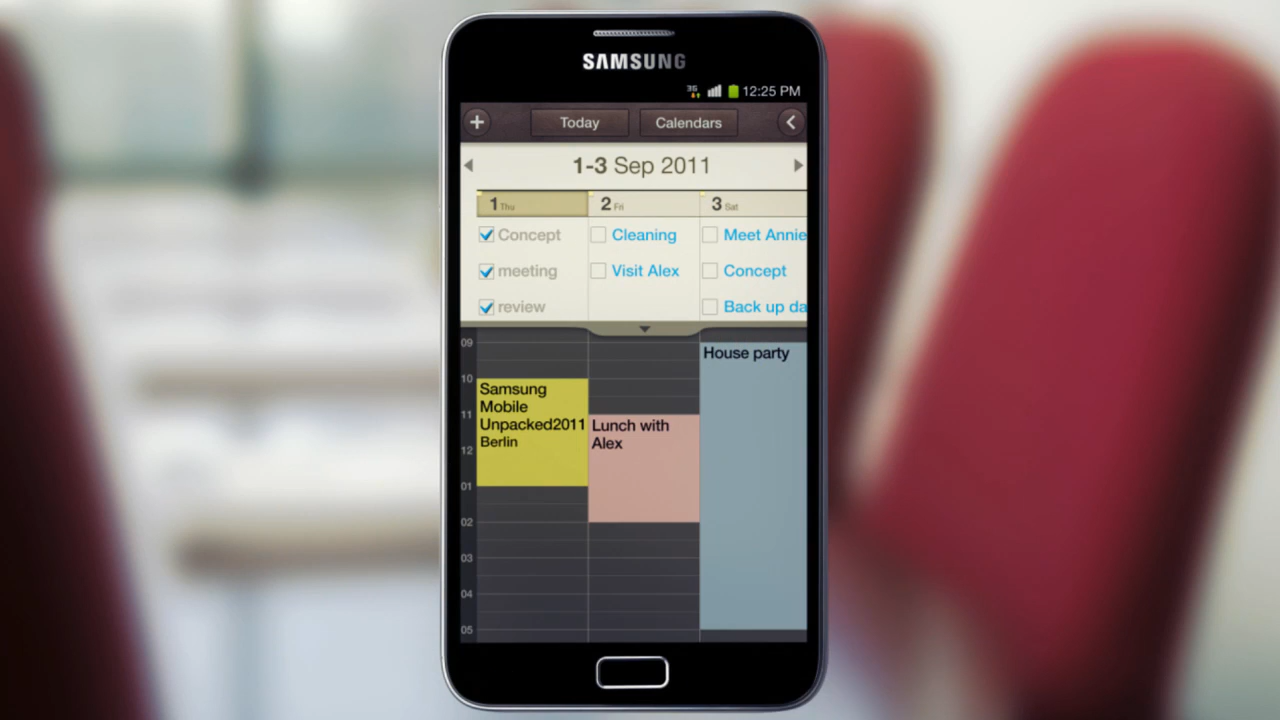 SAMSUNG
3G 12:25 PM
Today Calendars
1-3 Sep 2011
1 Thu 2 Fri 3 Sat
Concept Cleaning Meet Annie
meeting Visit Alex Concept
review Back up da
09
House party
10
Samsung
Mobile
11
Unpacked2011
Lunch with
Berlin
Alex
12
01
02
03
04
05